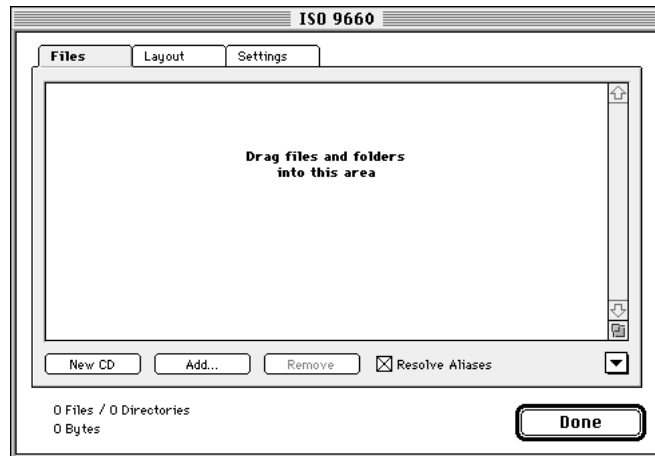 ISO 9660
Files
Layout
Settings
Drag files and folders
into this area
New CD
Add...
Remove
Resolve Aliases
0 Files / 0 Directories
0 Bytes
Done